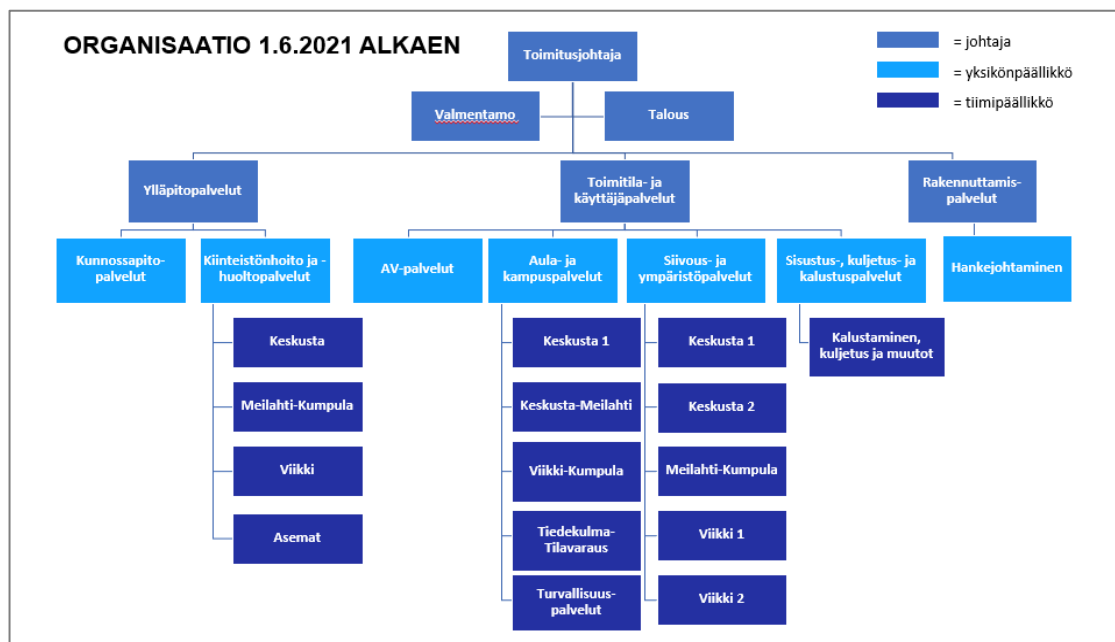 ORGANISAATIO 1.6.2021 ALKAEN
= johtaja
= yksikönpäällikkö
= tiimipäällikkö
Toimitusjohtaja
Valmentamo
Talous
Ylläpitopalvelut
Toimitila- ja
käyttäjäpalvelut
Rakennuttamis-
palvelut
Kunnossapito-
palvelut
Kiinteistönhoito ja -
huoltopalvelut
AV-palvelut
Aula- ja
kampuspalvelut
Siivous- ja
ympäristöpalvelut
Sisustus-, kuljetus- ja
kalustuspalvelut
Hankejohtaminen
Keskusta
Meilahti-Kumpula
Viikki
Asemat
Keskusta 1
Keskusta-Meilahti
Viikki-Kumpula
Tiedekulma-
Tilavaraus
Turvallisuus-
palvelut
Keskusta 1
Keskusta 2
Meilahti-Kumpula
Viikki 1
Viikki 2
Kalustaminen,
kuljetus ja muutot